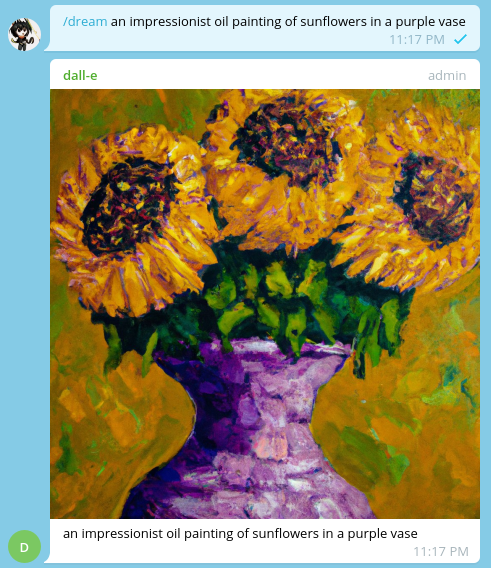 /dream an impressionist oil painting of sunflowers in a purple vase
11:17 PM
dall-e admin
an impressionist oil painting of sunflowers in a purple vase
D
11:17 PM